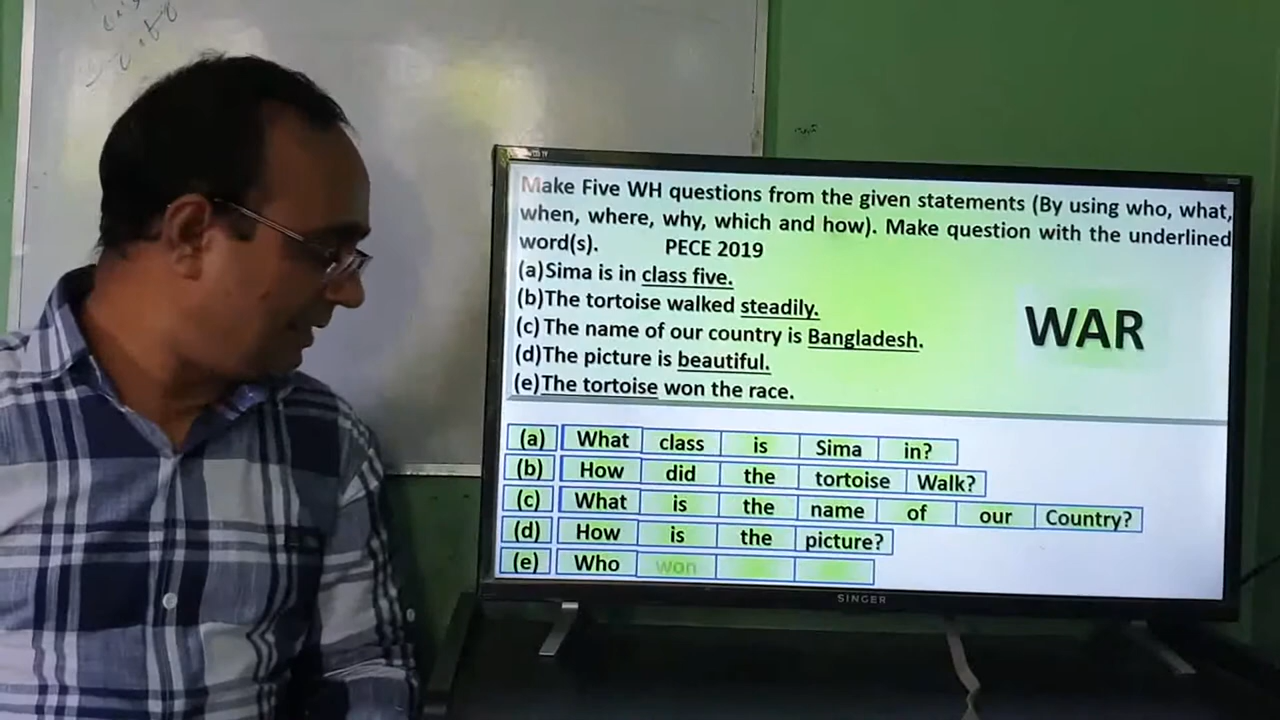 Make Five WH questions from the given statements (By using who, what,
when, where, why, which and how). Make question with the underlined
word(s). PECE 2019
(a)Sima is in class five.
(b)The tortoise walked steadily.
(c) The name of our country is Bangladesh.
(d)The picture is beautiful.
(e)The tortoise won the race.
WAR
(a) What class is Sima in?
(b) How did the tortoise Walk?
(c) What is the name of our Country?
(d) How is the picture?
(e) Who won
SINGER